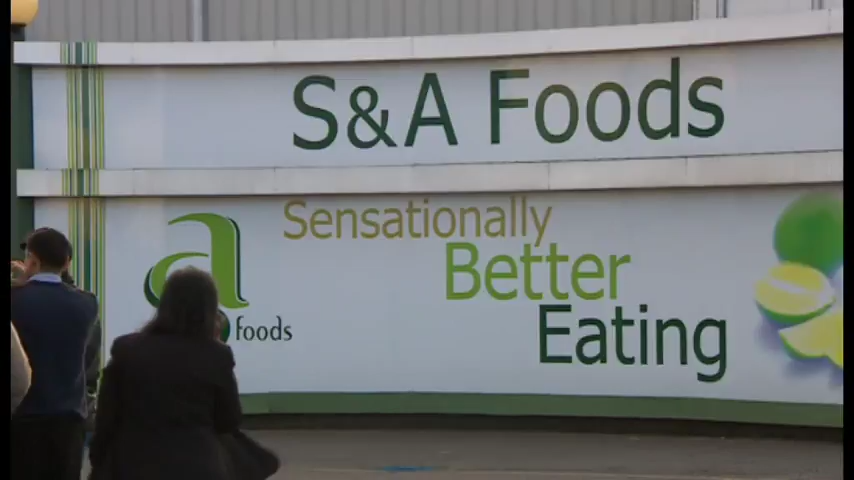 S&A Foods
Sensationally
Better
Eating
a
foods